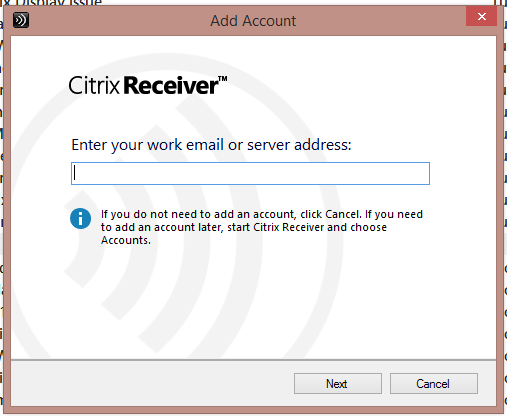 ix Display Issue
Add Account
Citrix Receiver™
Enter your work email or server address:
If you do not need to add an account, click Cancel. If you need
to add an account later, start Citrix Receiver and choose
Accounts.
Next
Cancel